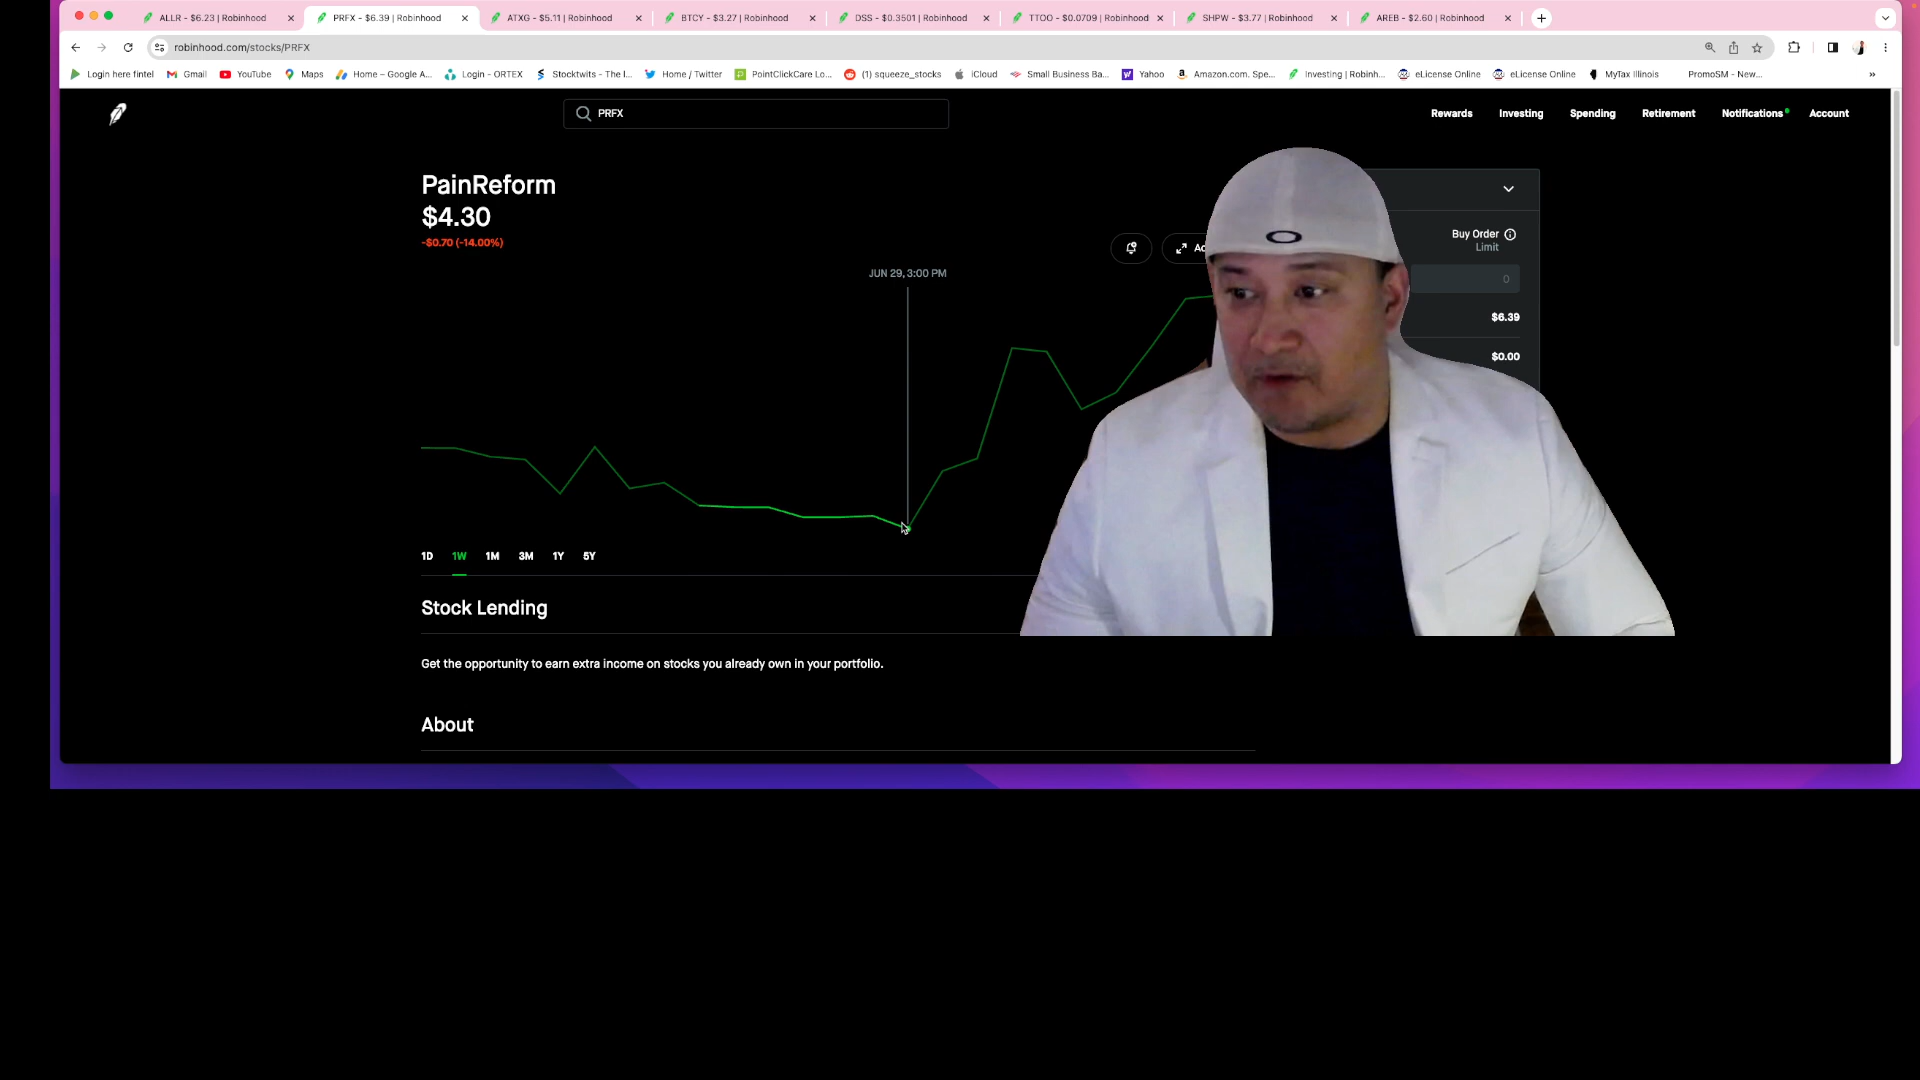 ALLR - $6.23 | Robinhood
PRFX - $6.39 | Robinhood
ATXG - $5.11 | Robinhood
BTCY - $3.27 | Robinhood
DSS - $0.3501 | Robinhood
TTOO - $0.0709 | Robinhood
SHPW - $3.77 | Robinhood
AREB - $2.60 | Robinhood
robinhood.com/stocks/PRFX
Login here fintel
Gmail
YouTube
Maps
Home – Google A...
Login - ORTEX
Stocktwits - The l...
Home / Twitter
PointClickCare Lo...
(1) squeeze_stocks
iCloud
Small Business Ba...
Yahoo
Amazon.com. Spe...
Investing | Robinh...
eLicense Online
eLicense Online
MyTax Illinois
PromoSM - New...
PRFX
Rewards
Investing
Spending
Retirement
Notifications
Account
PainReform
$4.30
-$0.70 (-14.00%)
Buy Order
Limit
JUN 29, 3:00 PM
0
$6.39
$0.00
1D 1W 1M 3M 1Y 5Y
Stock Lending
Get the opportunity to earn extra income on stocks you already own in your portfolio.
About